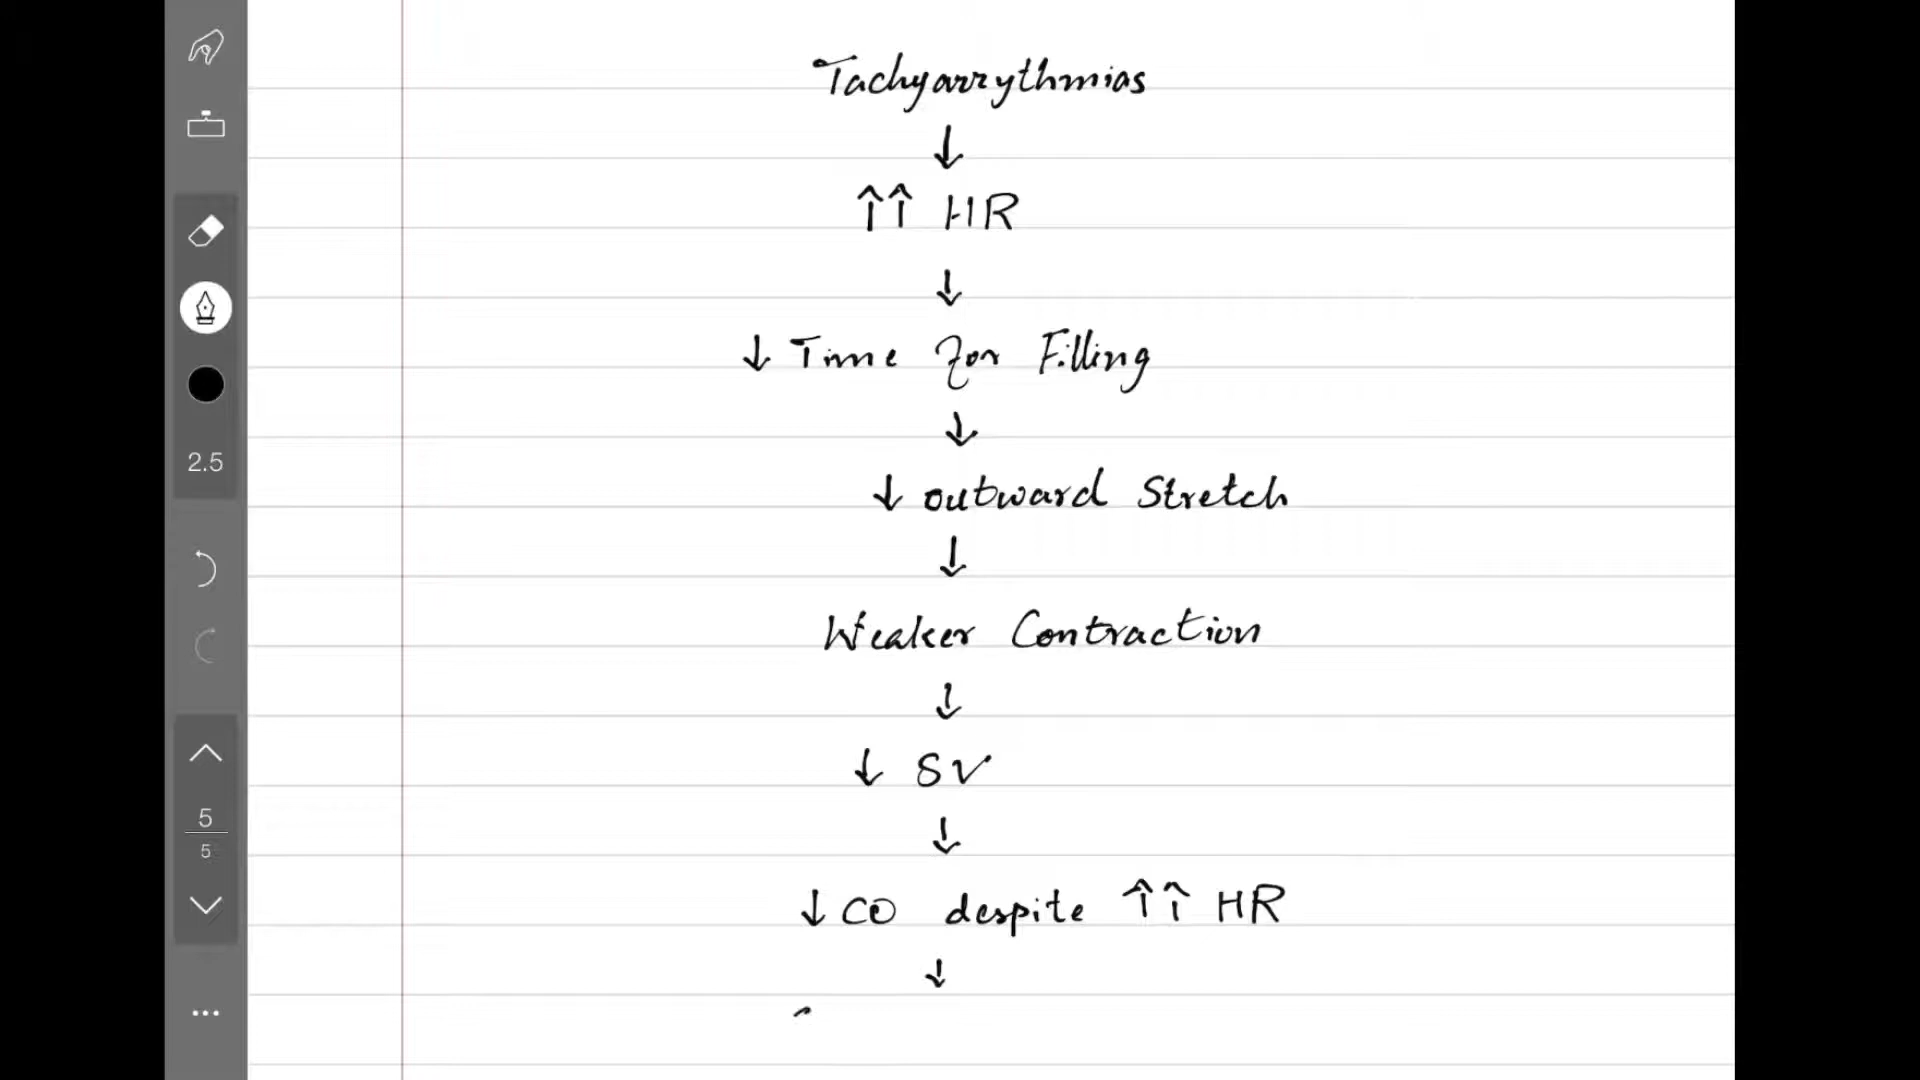 Tachyarrythmias
↓
↑↑ HR
↓
↓ Time for Filling
↓
↓ outward Stretch
↓
Weaker Contraction
↓
↓ SV
↓
↓ CO despite ↑↑ HR
↓
2.5
5
5